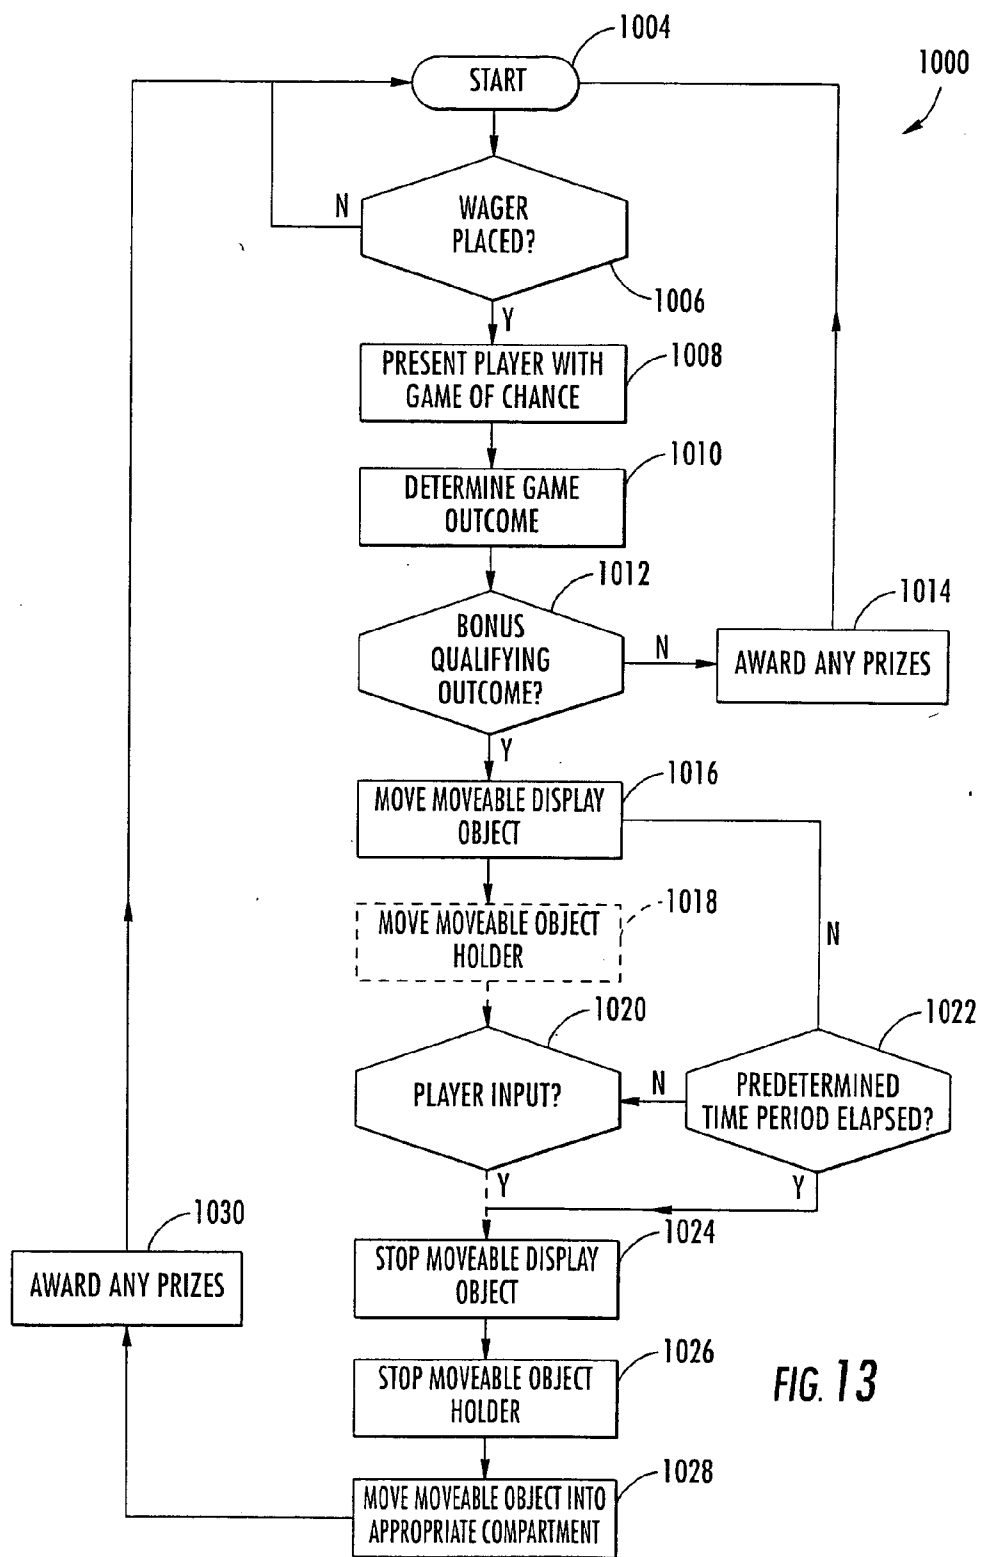 1004
START
1000
N
WAGER
PLACED?
1006
Y
PRESENT PLAYER WITH
GAME OF CHANCE
1008
DETERMINE GAME
OUTCOME
1010
1012
BONUS
QUALIFYING
OUTCOME?
N
1014
AWARD ANY PRIZES
Y
1016
MOVE MOVEABLE DISPLAY
OBJECT
1018
MOVE MOVEABLE OBJECT
HOLDER
N
1020
1022
PLAYER INPUT?
N
PREDETERMINED
TIME PERIOD ELAPSED?
Y
Y
1030
1024
AWARD ANY PRIZES
STOP MOVEABLE DISPLAY
OBJECT
1026
STOP MOVEABLE OBJECT
HOLDER
FIG. 13
1028
MOVE MOVEABLE OBJECT INTO
APPROPRIATE COMPARTMENT